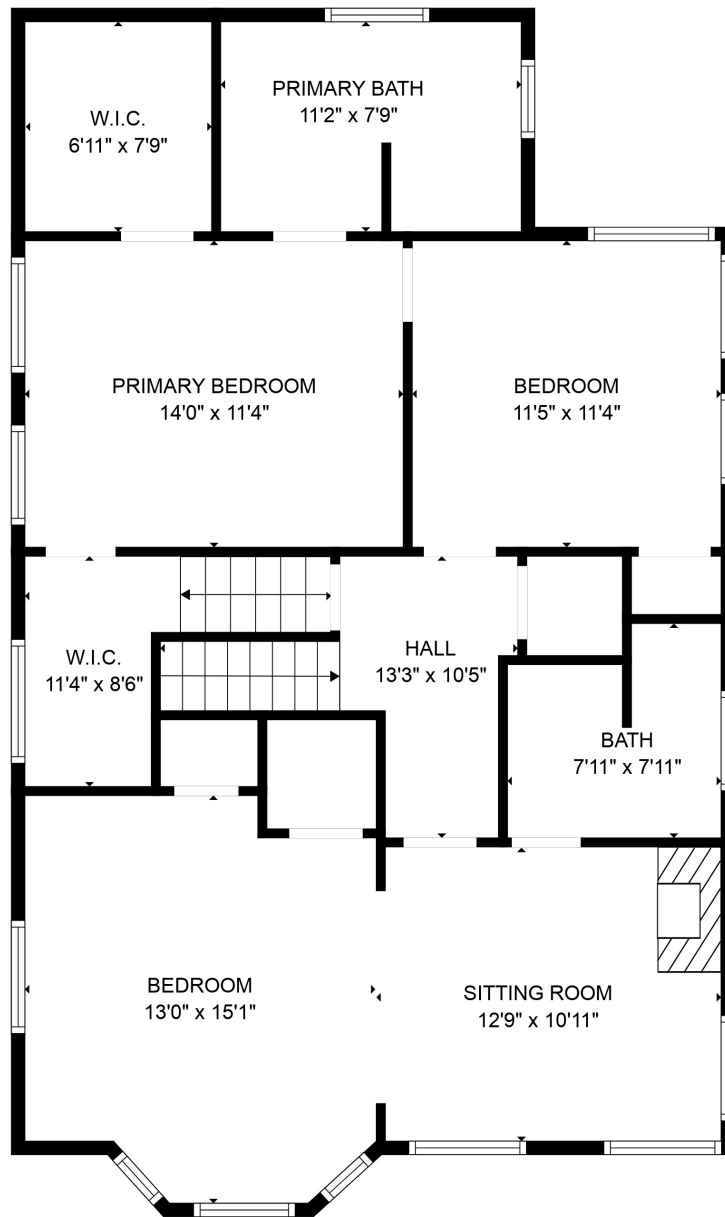 W.I.C.
6'11" x 7'9"
PRIMARY BATH
11'2" x 7'9"
PRIMARY BEDROOM
14'0" x 11'4"
BEDROOM
11'5" x 11'4"
W.I.C.
11'4" x 8'6"
HALL
13'3" x 10'5"
BATH
7'11" x 7'11"
BEDROOM
13'0" x 15'1"
SITTING ROOM
12'9" x 10'11"